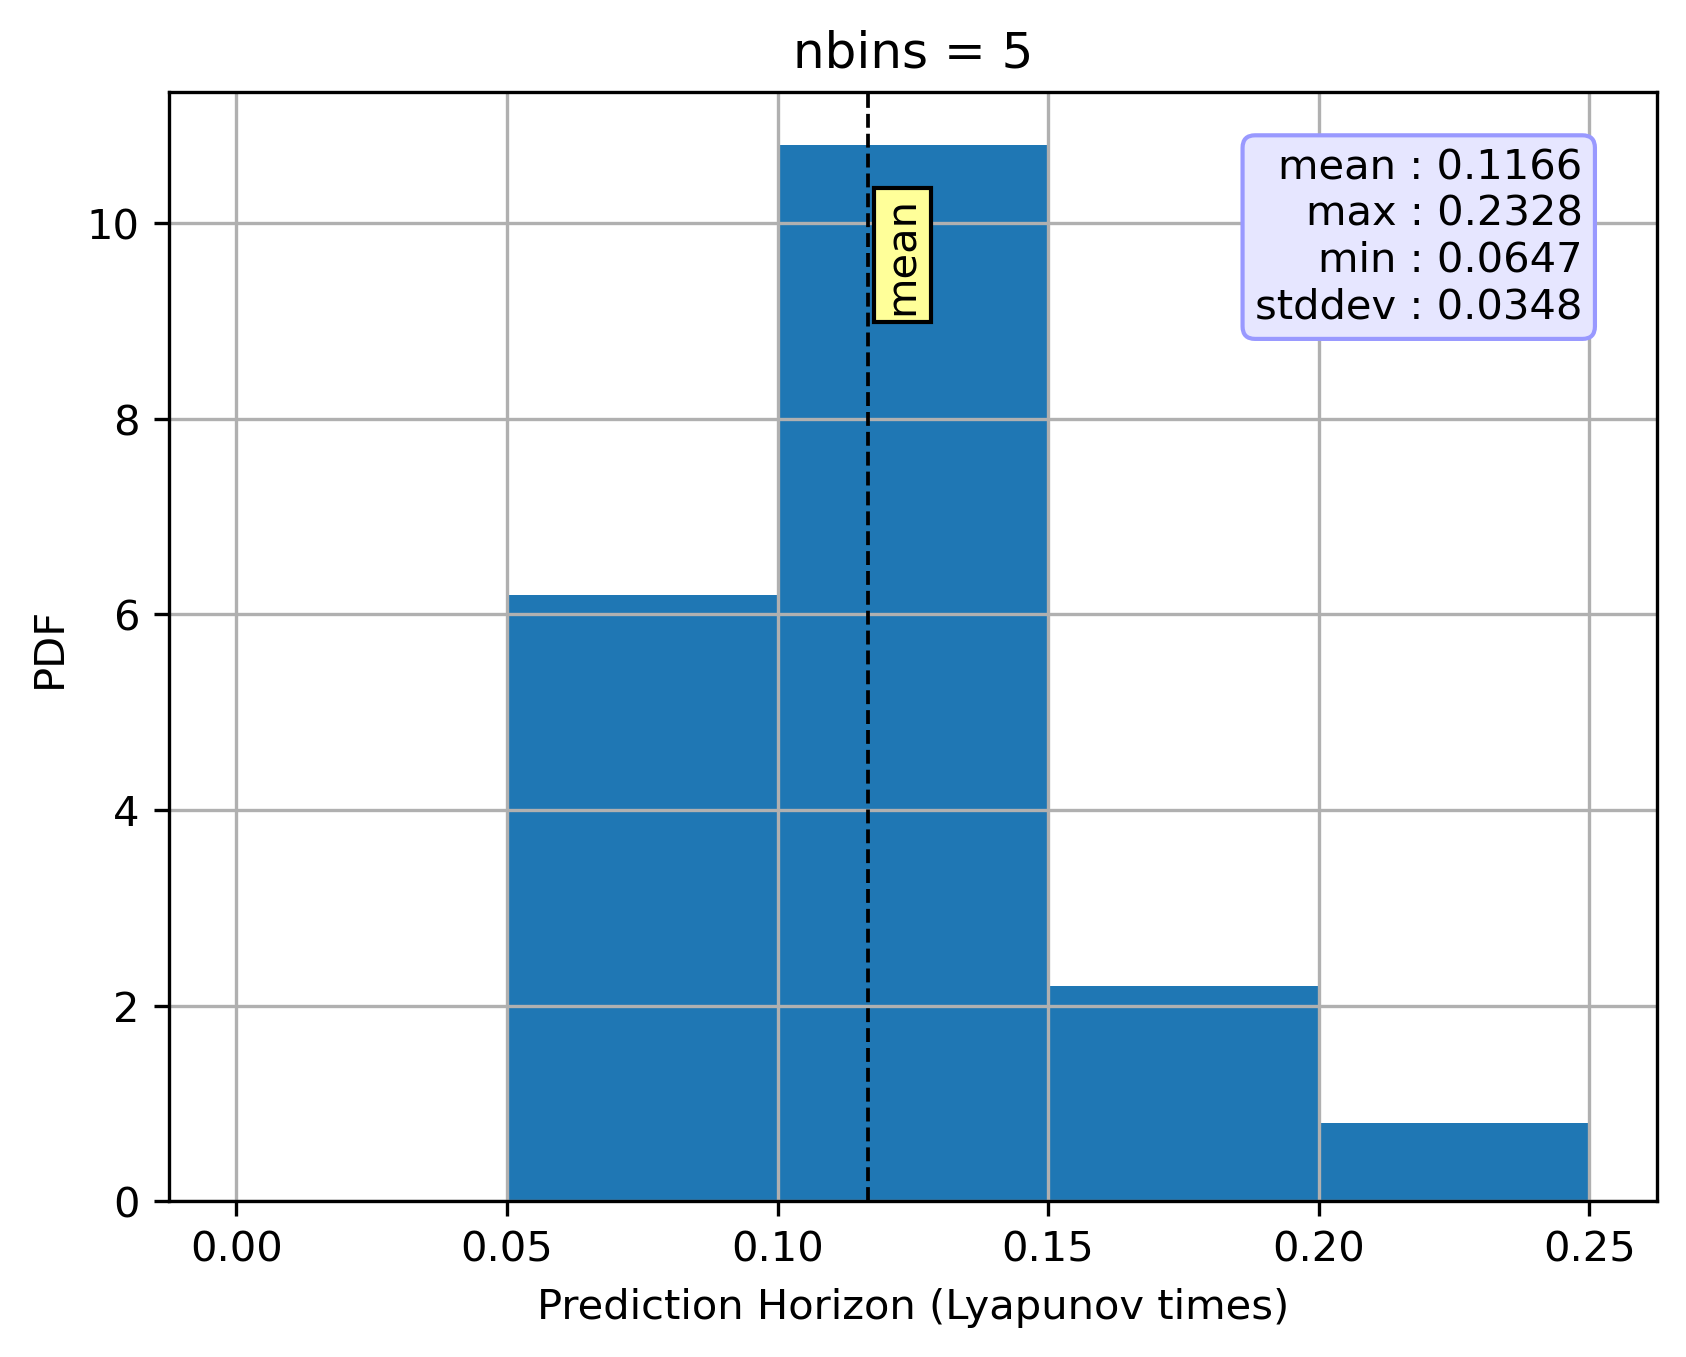 nbins = 5
mean : 0.1166
max : 0.2328
min : 0.0647
stddev : 0.0348
mean
PDF
10
8
6
4
2
0
0.00 0.05 0.10 0.15 0.20 0.25
Prediction Horizon (Lyapunov times)